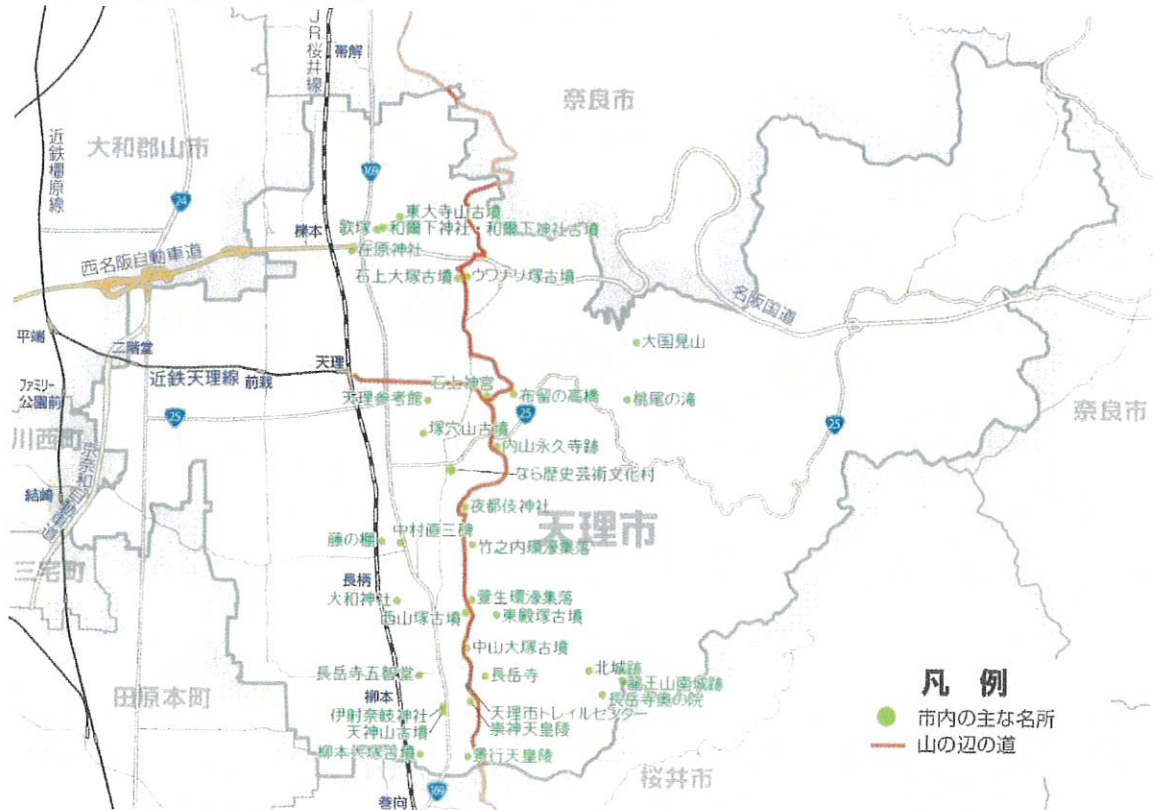 JR桜井線
帯解
奈良市
近鉄橿原線
大和郡山市
169
24
東大寺山古墳
歌塚
和爾下神社・和爾下神社古墳
櫟本
在原神社
西名阪自動車道
石上大塚古墳
ウワナリ塚古墳
名阪国道
平端
二階堂
大国見山
天理
近鉄天理線
前栽
石上神宮
ファミリー
公園前
天理参考館
布留の高橋
桃尾の滝
奈良市
25
25
25
川西町
塚穴山古墳
内山永久寺跡
京奈和自動車道
なら歴史芸術文化村
結崎
夜都伎神社
天理市
中村直三碑
藤の棚
竹之内環濠集落
三宅町
長柄
大和神社
萱生環濠集落
西山塚古墳
東殿塚古墳
中山大塚古墳
北城跡
長岳寺五智堂
長岳寺
龍王山南城跡
田原本町
柳本
長岳寺奥の院
伊射奈岐神社
天理市トレイルセンター
天神山古墳
崇神天皇陵
柳本大塚古墳
景行天皇陵
桜井市
巻向
169
凡 例
市内の主な名所
山の辺の道